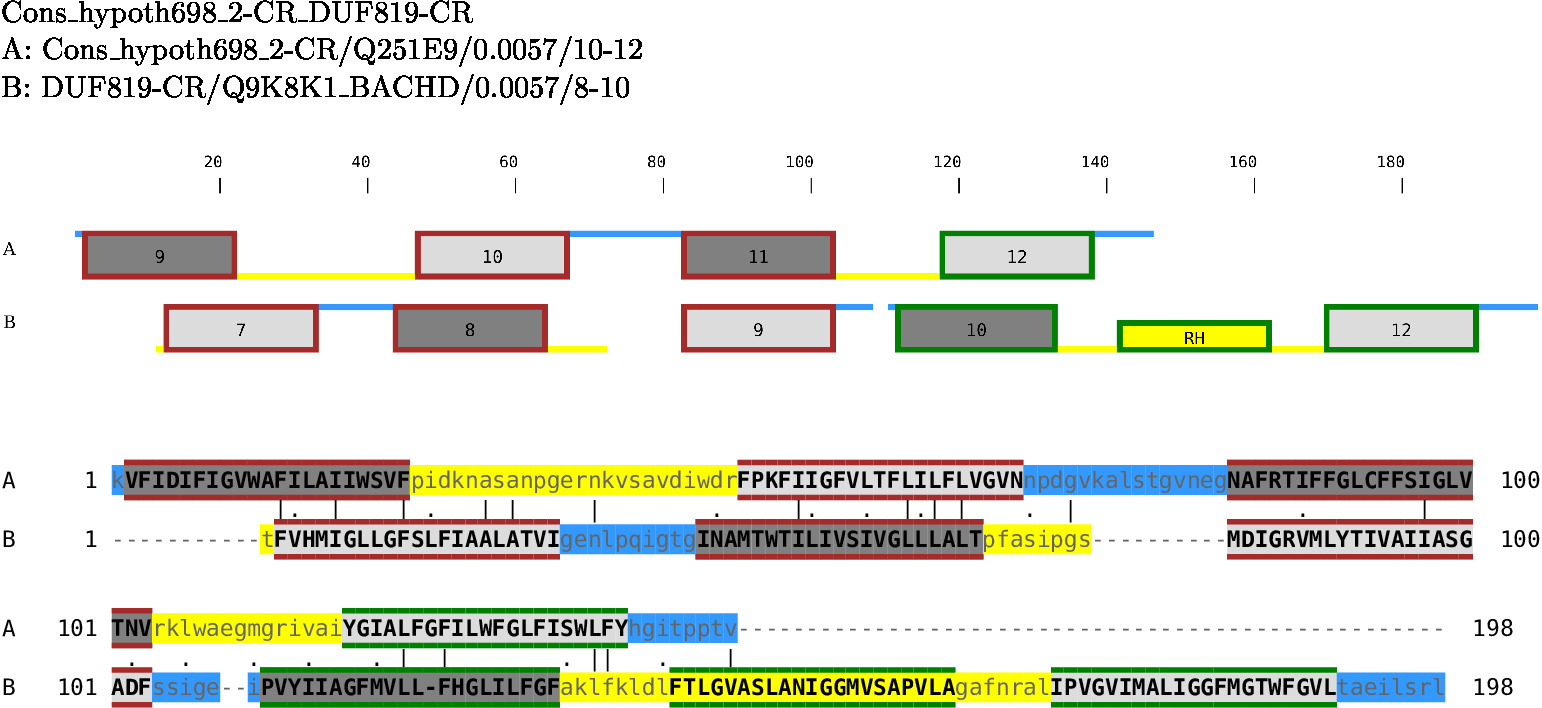 Cons_hypoth698_2-CR_DUF819-CR
A: Cons_hypoth698_2-CR/Q251E9/0.0057/10-12
B: DUF819-CR/Q9K8K1_BACHD/0.0057/8-10
20 40 60 80 100 120 140 160 180
A 9 10 11 12
B 7 8 9 10 RH 12
A 1 kVFIDIFIGVWAFILAIIWSVFpidknasanpgernkvsavdiwdrFPKFIIGFVLTFLILFLVGVNnpdgvkalstgvnegNAFRTIFFGLCFFSIGLV 100
B 1 -----------tFVHMIGLLGFSLFIAALATVIgenlpqigtgINAMTWTILIVSIVGLLLALTpfasipgs----------MDIGRVMLYTIVAIIASG 100
A 101 TNVrklwaegmgrivaiYGIALFGFILWFGLFISWLFYhgitpptv---------------------------------------------------- 198
B 101 ADFssige--iPVYIIAGFMVLL-FHGLILFGFaklfkldlFTLGVASLANIGGMVSAPVLAgafnralIPVGVIMALIGGFMGTWFGVLtaeilsrl 198